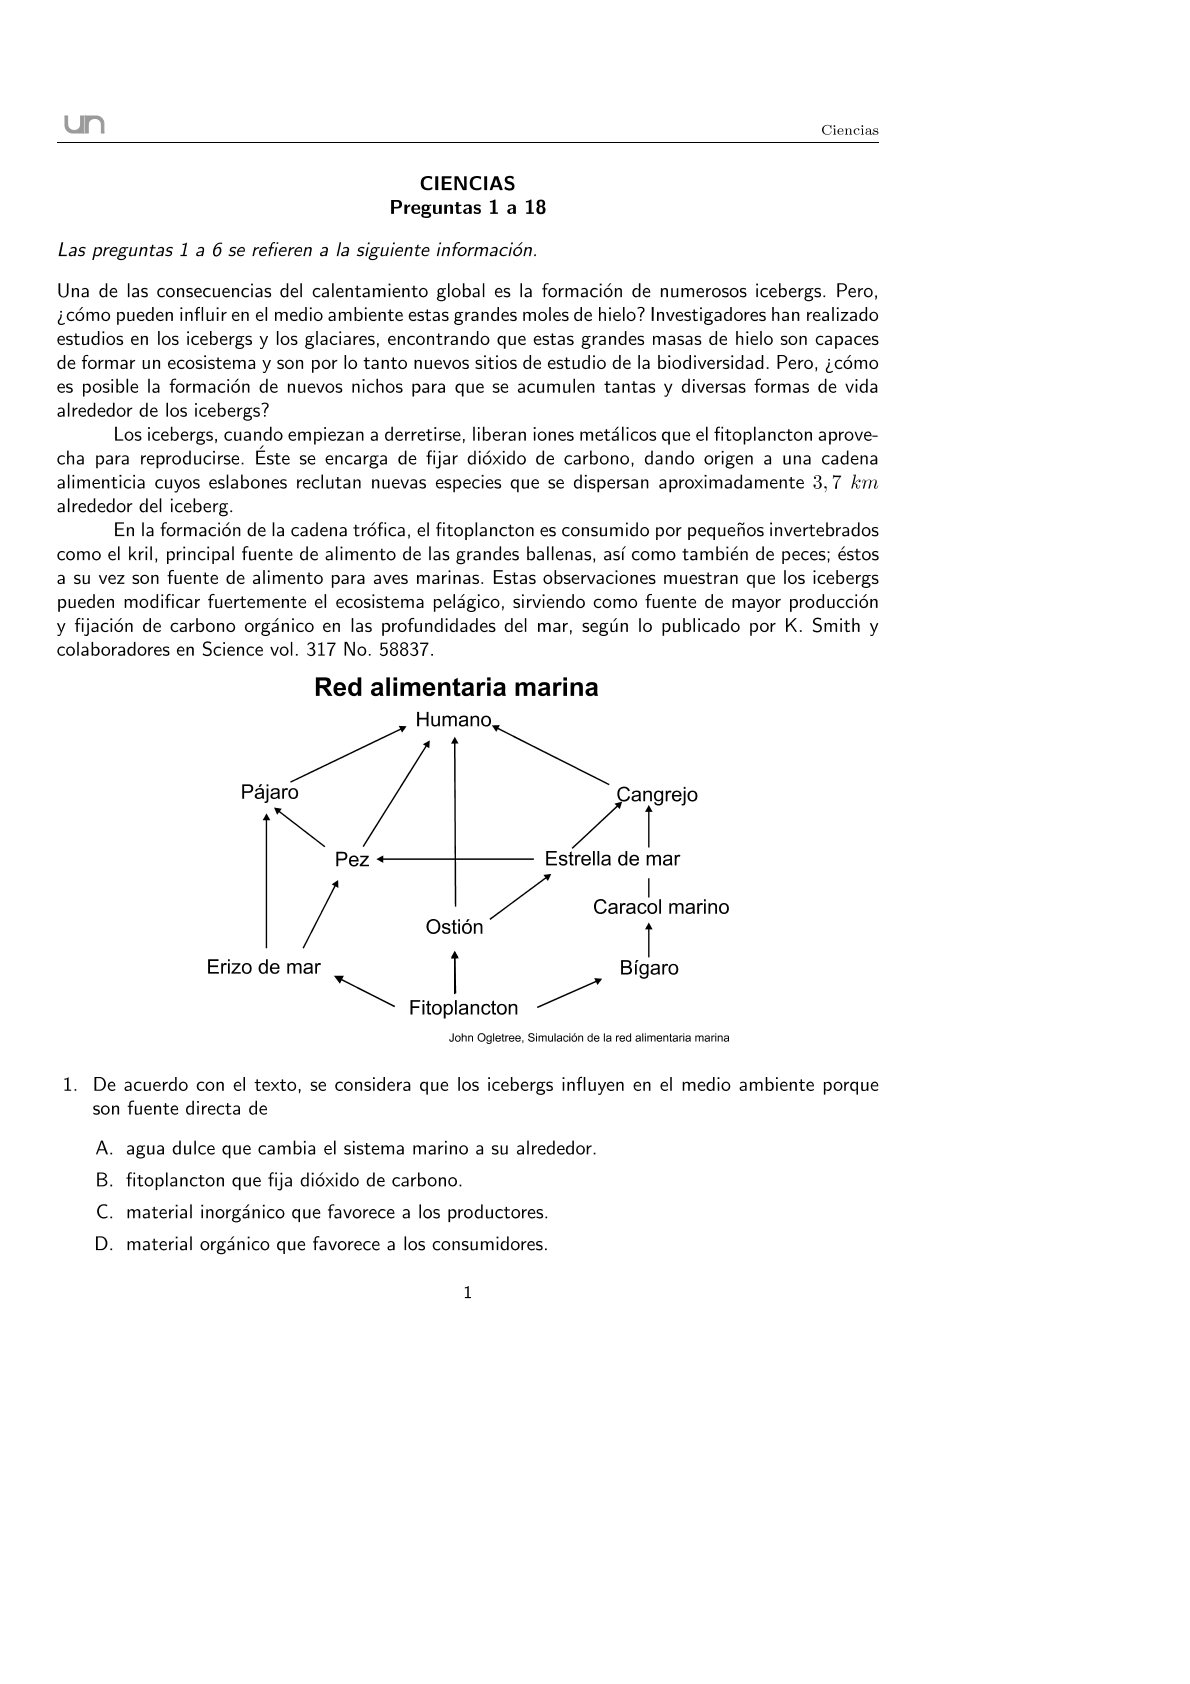 un
Ciencias
CIENCIAS
Preguntas 1 a 18
Las preguntas 1 a 6 se refieren a la siguiente información.
Una de las consecuencias del calentamiento global es la formación de numerosos icebergs. Pero,
¿cómo pueden influir en el medio ambiente estas grandes moles de hielo? Investigadores han realizado
estudios en los icebergs y los glaciares, encontrando que estas grandes masas de hielo son capaces
de formar un ecosistema y son por lo tanto nuevos sitios de estudio de la biodiversidad. Pero, ¿cómo
es posible la formación de nuevos nichos para que se acumulen tantas y diversas formas de vida
alrededor de los icebergs?
Los icebergs, cuando empiezan a derretirse, liberan iones metálicos que el fitoplancton aprove-
cha para reproducirse. Éste se encarga de fijar dióxido de carbono, dando origen a una cadena
alimenticia cuyos eslabones reclutan nuevas especies que se dispersan aproximadamente 3, 7 km
alrededor del iceberg.
En la formación de la cadena trófica, el fitoplancton es consumido por pequeños invertebrados
como el kril, principal fuente de alimento de las grandes ballenas, así como también de peces; éstos
a su vez son fuente de alimento para aves marinas. Estas observaciones muestran que los icebergs
pueden modificar fuertemente el ecosistema pelágico, sirviendo como fuente de mayor producción
y fijación de carbono orgánico en las profundidades del mar, según lo publicado por K. Smith y
colaboradores en Science vol. 317 No. 58837.
Red alimentaria marina
Humano
Pájaro
Cangrejo
Pez
Estrella de mar
Caracol marino
Ostión
Erizo de mar
Bígaro
Fitoplancton
John Ogletree, Simulación de la red alimentaria marina
1. De acuerdo con el texto, se considera que los icebergs influyen en el medio ambiente porque
son fuente directa de
A. agua dulce que cambia el sistema marino a su alrededor.
B. fitoplancton que fija dióxido de carbono.
C. material inorgánico que favorece a los productores.
D. material orgánico que favorece a los consumidores.
1